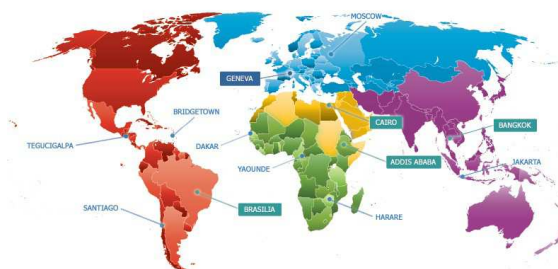 MOSCOW
GENEVA
BRIDGETOWN
CAIRO
TEGUCIGALPA
DAKAR
BANGKOK
YAOUNDE
ADDIS ABABA
JAKARTA
SANTIAGO
BRASILIA
HARARE